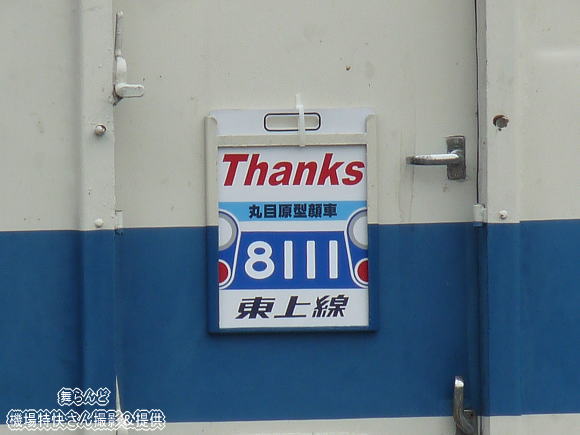 Thanks
丸目原型顔車
8111
東上線
舞らんど
機場特快さん撮影&提供